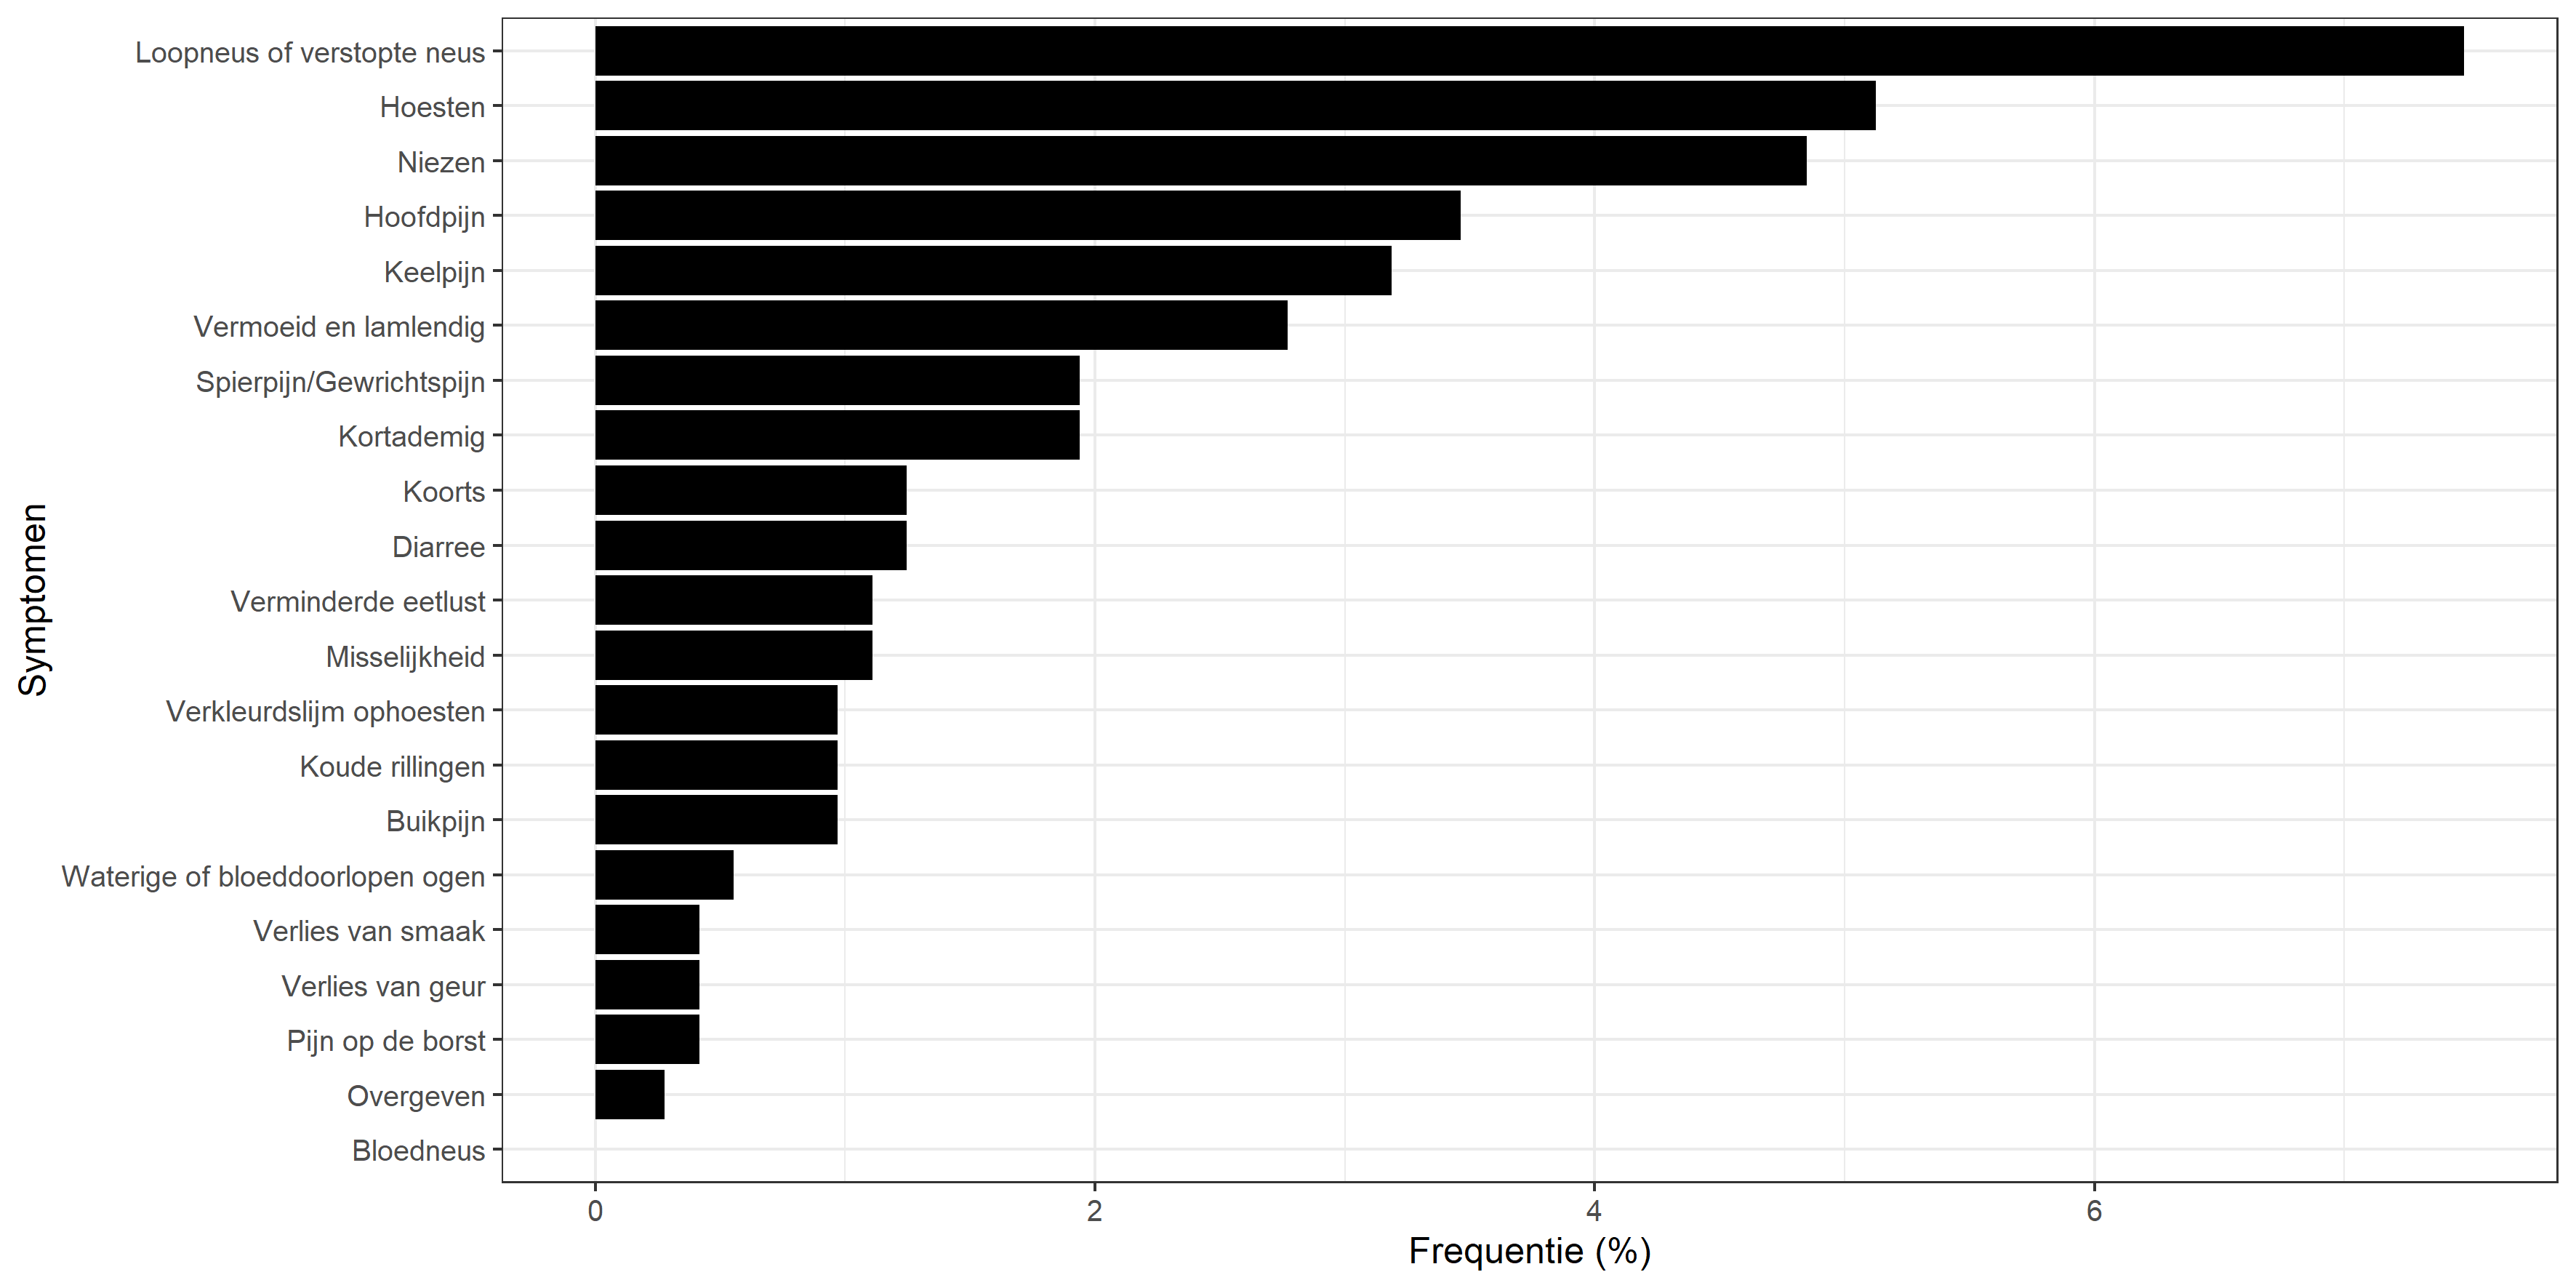 Loopneus of verstopte neus
Hoesten
Niezen
Hoofdpijn
Keelpijn
Vermoeid en lamlendig
Spierpijn/Gewrichtspijn
Kortademig
Koorts
Diarree
Verminderde eetlust
Misselijkheid
Verkleurdslijm ophoesten
Koude rillingen
Buikpijn
Waterige of bloeddoorlopen ogen
Verlies van smaak
Verlies van geur
Pijn op de borst
Overgeven
Bloedneus
Symptomen
0 2 4 6
Frequentie (%)